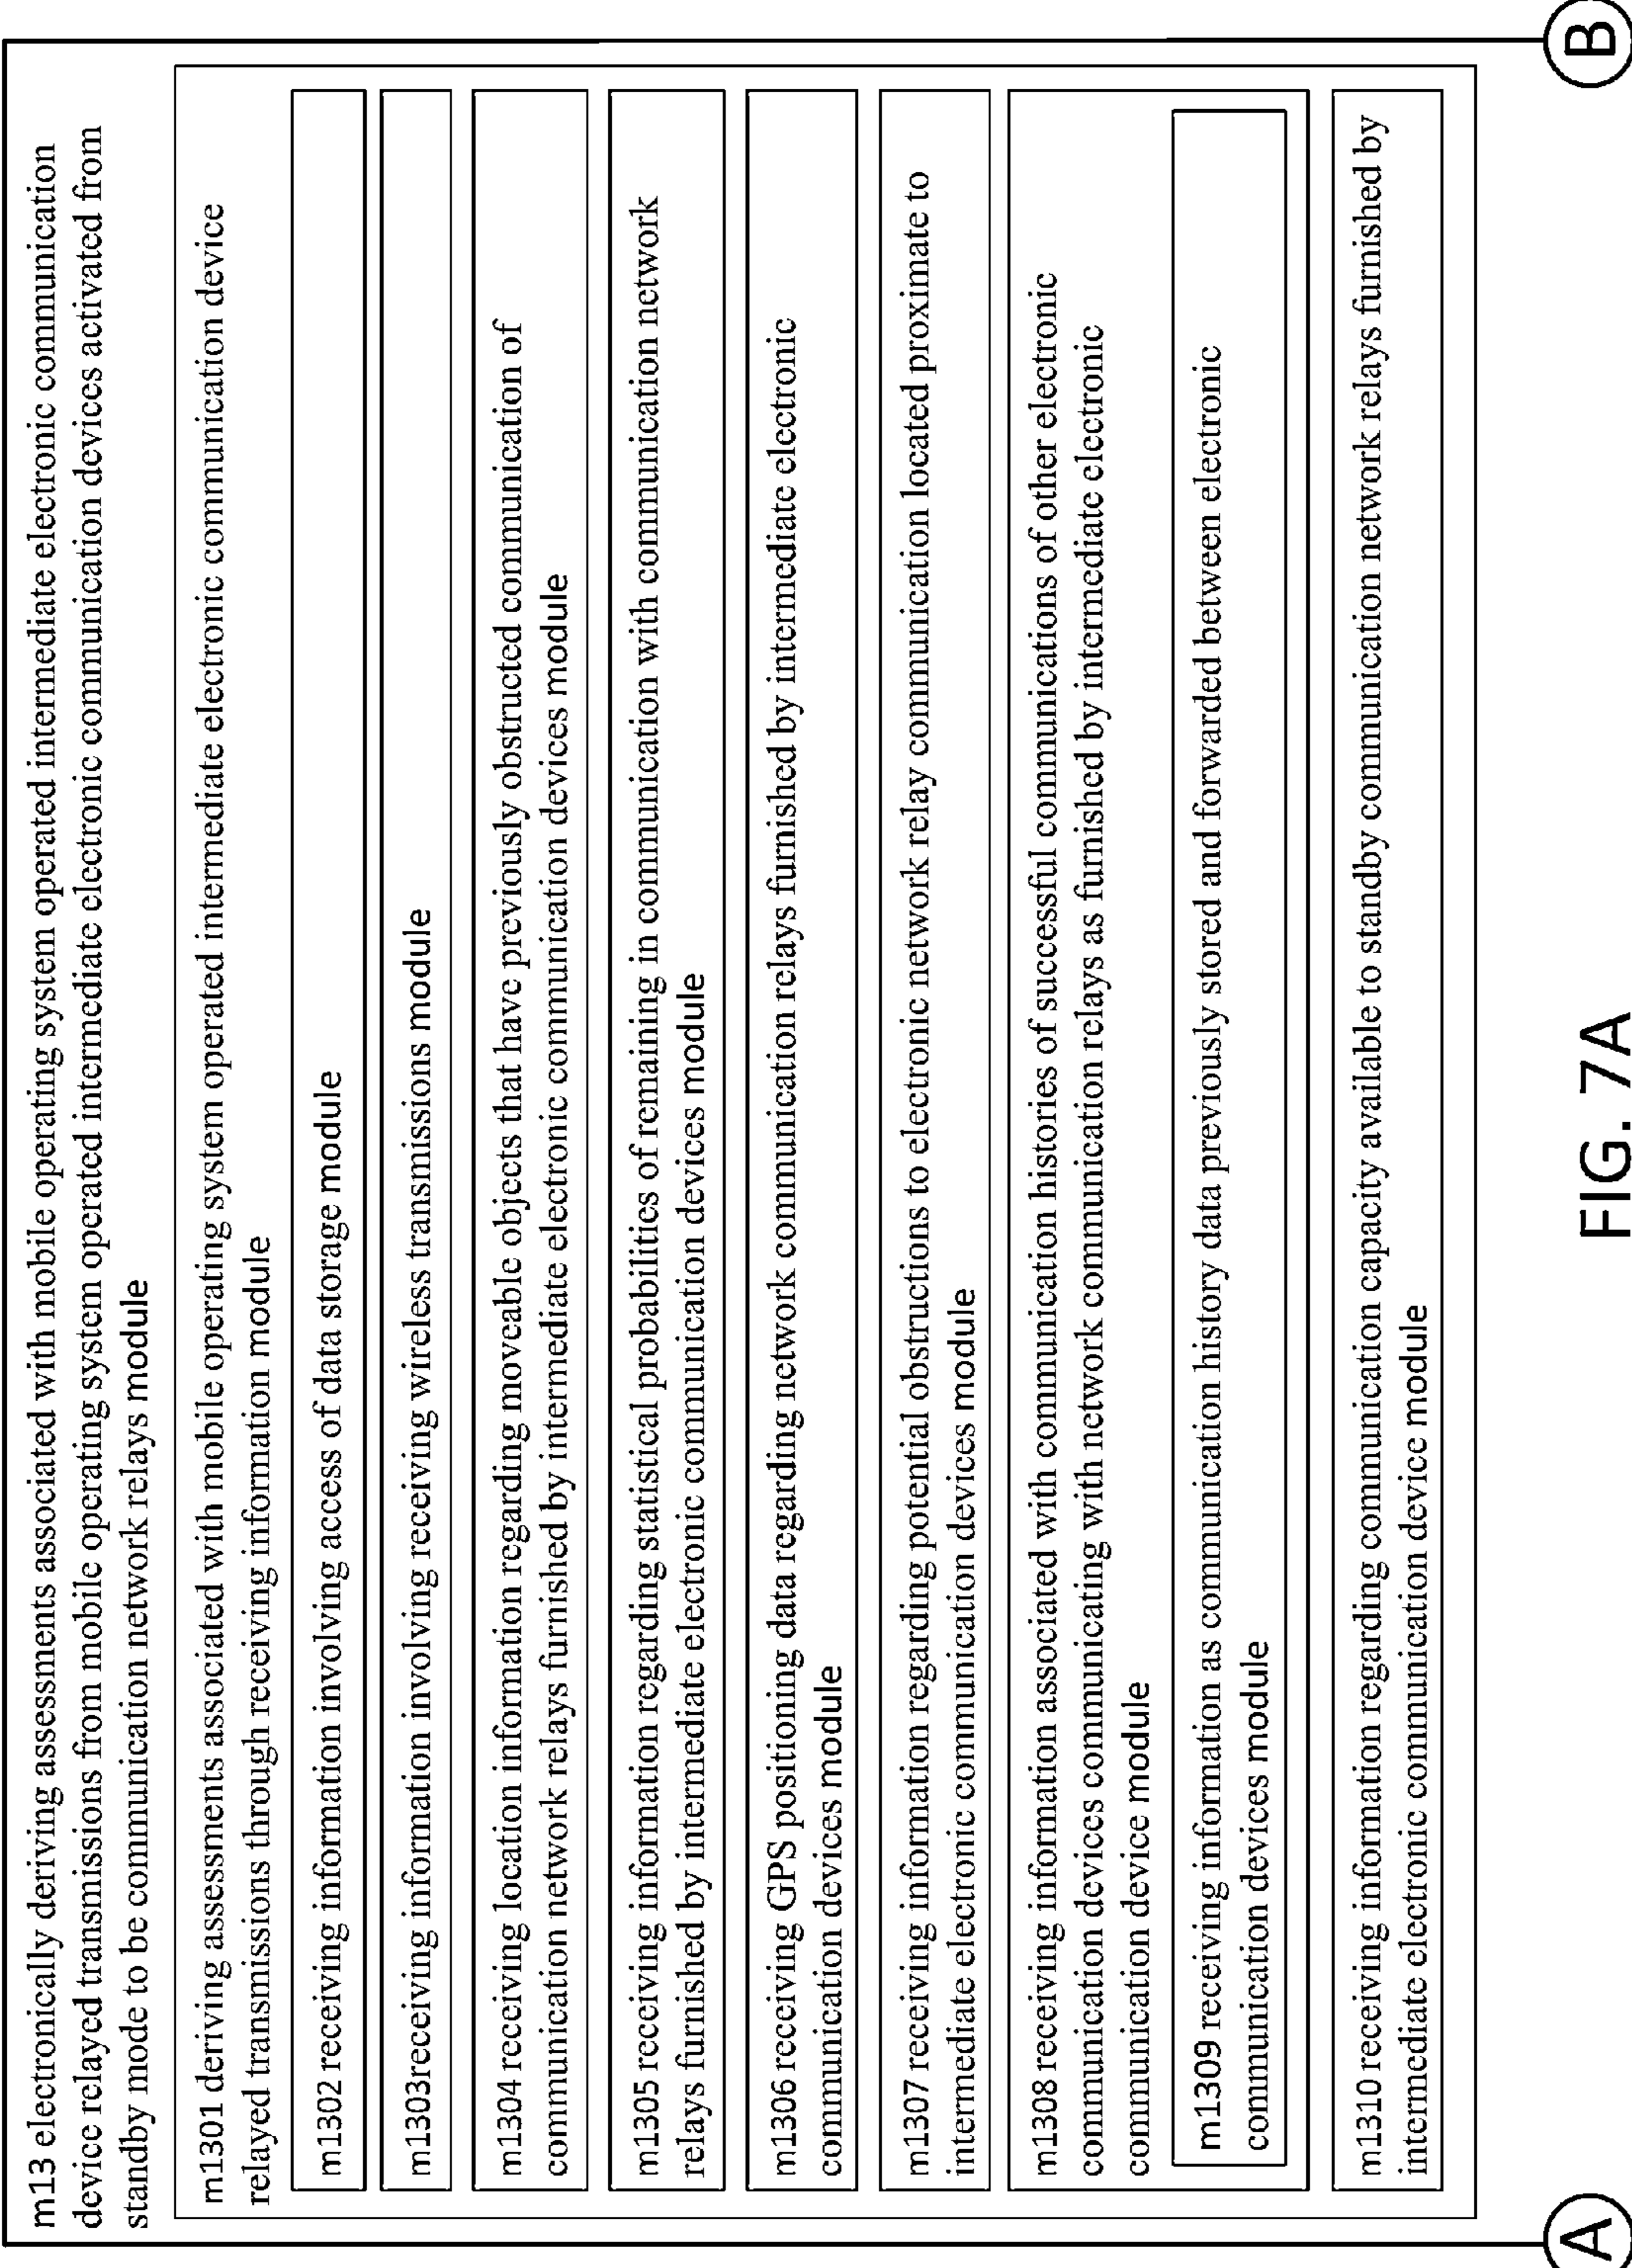 m13 electronically deriving assessments associated with mobile operating system operated intermediate electronic communication
device relayed transmissions from mobile operating system operated intermediate electronic communication devices activated from
standby mode to be communication network relays module
m1301 deriving assessments associated with mobile operating system operated intermediate electronic communication device
relayed transmissions through receiving information module
m1302 receiving information involving access of data storage module
m1303receiving information involving receiving wireless transmissions module
m1304 receiving location information regarding moveable objects that have previously obstructed communication of
communication network relays furnished by intermediate electronic communication devices module
m1305 receiving information regarding statistical probabilities of remaining in communication with communication network
relays furnished by intermediate electronic communication devices module
m1306 receiving GPS positioning data regarding network communication relays furnished by intermediate electronic
communication devices module
m1307 receiving information regarding potential obstructions to electronic network relay communication located proximate to
intermediate electronic communication devices module
m1308 receiving information associated with communication histories of successful communications of other electronic
communication devices communicating with network communication relays as furnished by intermediate electronic
communication device module
m1309 receiving information as communication history data previously stored and forwarded between electronic
communication devices module
m1310 receiving information regarding communication capacity available to standby communication network relays furnished by
intermediate electronic communication device module
A
B
FIG. 7A